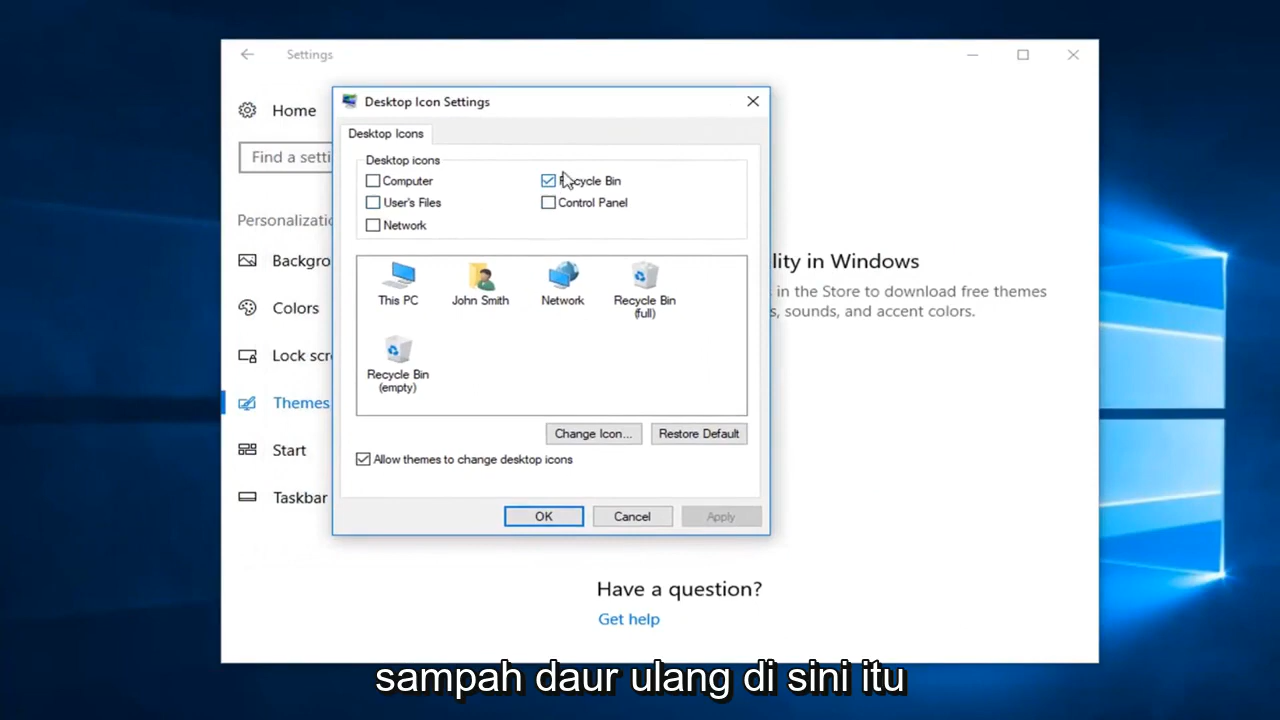 Settings
Desktop Icon Settings
Home
Desktop Icons
Find a setti
Desktop icons
Computer
Recycle Bin
User's Files
Control Panel
Network
Personalizatio
Backgro
Colors
Lock scre
Themes
Start
Taskbar
This PC
John Smith
Network
Recycle Bin
(full)
Recycle Bin
(empty)
Change Icon...
Restore Default
Allow themes to change desktop icons
OK
Cancel
Apply
lity in Windows
in the Store to download free themes
s, sounds, and accent colors.
Have a question?
Get help
sampah daur ulang di sini itu